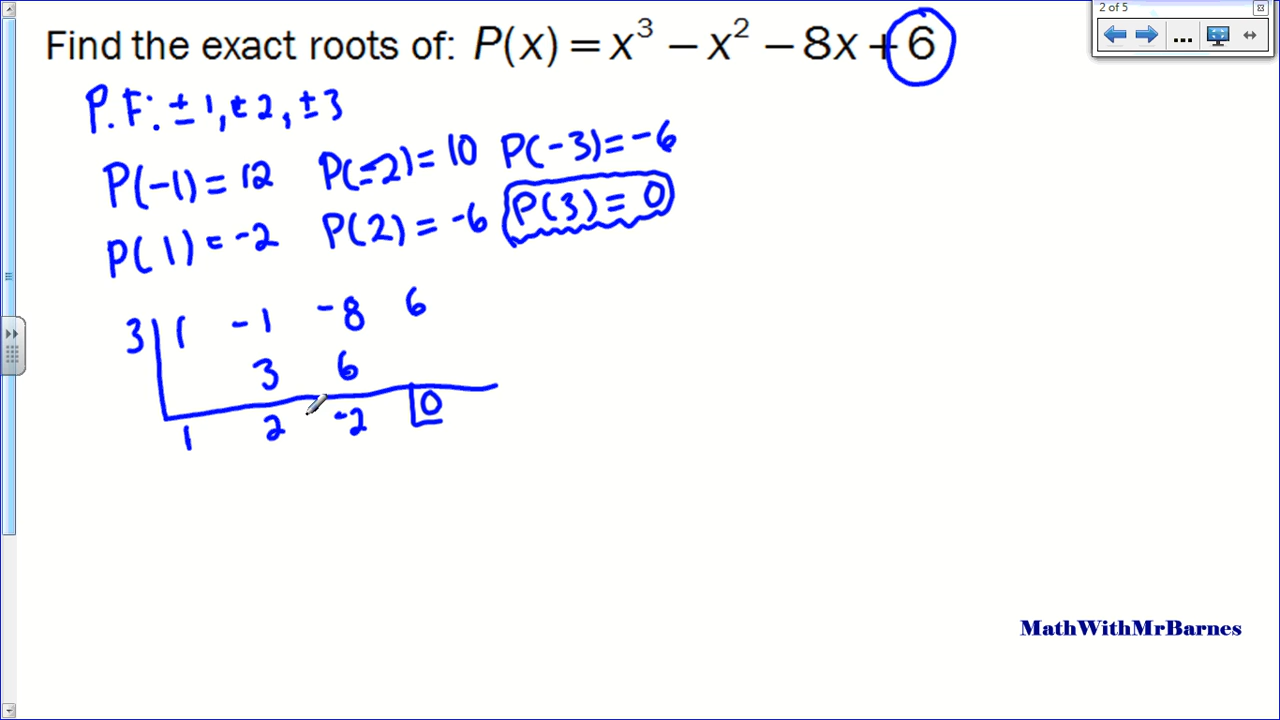 2 of 5
Find the exact roots of: P(x) = x³ − x² − 8x + 6
P.F: ± 1, ± 2, ± 3
P(-1) = 12 P(-2) = 10 P(-3) = -6
P(1) = -2 P(2) = -6 P(3) = 0
3 | 1 -1 -8 6
3 6
1 2 -2 0
MathWithMrBarnes